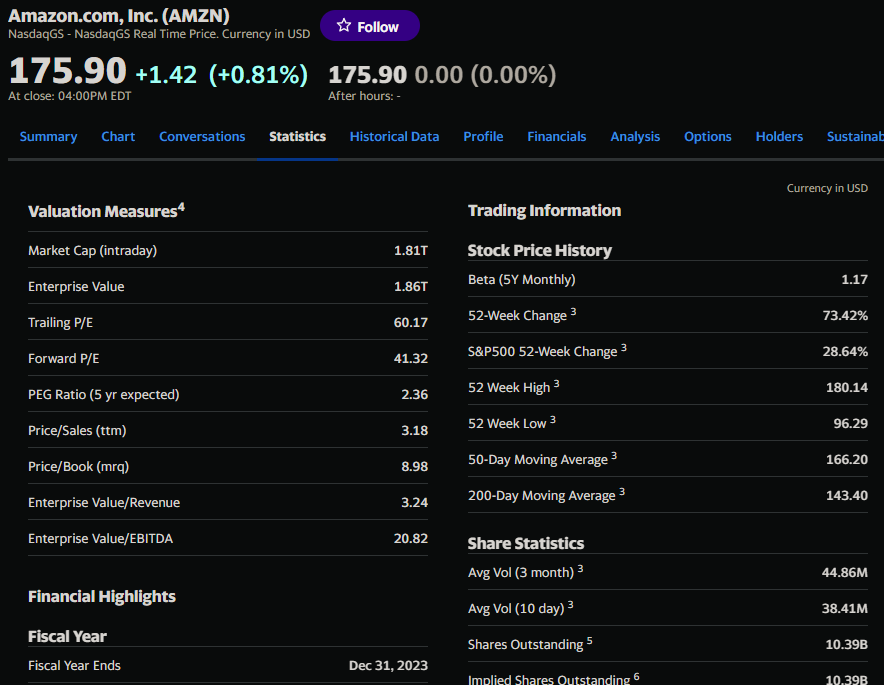 Amazon.com, Inc. (AMZN)
NasdaqGS - NasdaqGS Real Time Price. Currency in USD
Follow
175.90 +1.42 (+0.81%)
At close: 04:00PM EDT
175.90 0.00 (0.00%)
After hours: -
Summary Chart Conversations Statistics Historical Data Profile Financials Analysis Options Holders Sustainab
Currency in USD
Valuation Measures4
Market Cap (intraday) 1.81T
Enterprise Value 1.86T
Trailing P/E 60.17
Forward P/E 41.32
PEG Ratio (5 yr expected) 2.36
Price/Sales (ttm) 3.18
Price/Book (mrq) 8.98
Enterprise Value/Revenue 3.24
Enterprise Value/EBITDA 20.82
Financial Highlights
Fiscal Year
Fiscal Year Ends Dec 31, 2023
Trading Information
Stock Price History
Beta (5Y Monthly) 1.17
52-Week Change 3 73.42%
S&P500 52-Week Change 3 28.64%
52 Week High 3 180.14
52 Week Low 3 96.29
50-Day Moving Average 3 166.20
200-Day Moving Average 3 143.40
Share Statistics
Avg Vol (3 month) 3 44.86M
Avg Vol (10 day) 3 38.41M
Shares Outstanding 5 10.39B
Implied Shares Outstanding 6 10.39B